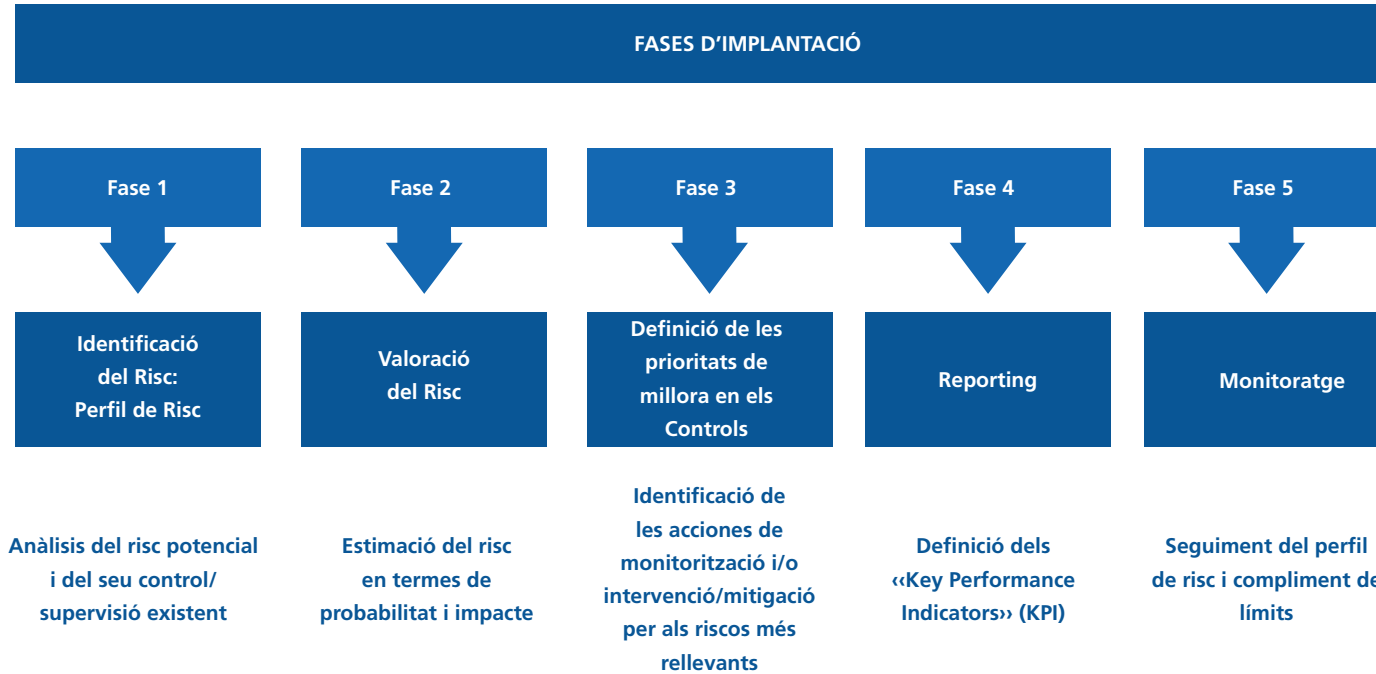 FASES D’IMPLANTACIÓ
Fase 1
Fase 2
Fase 3
Fase 4
Fase 5
Identificació
del Risc:
Perfil de Risc
Valoració
del Risc
Definició de les
prioritats de
millora en els
Controls
Reporting
Monitoratge
Anàlisis del risc potencial
i del seu control/
supervisió existent
Estimació del risc
en termes de
probabilitat i impacte
Identificació de
les acciones de
monitorització i/o
intervenció/mitigació
per als riscos més
rellevants
Definició dels
‹‹Key Performance
Indicators›› (KPI)
Seguiment del perfil
de risc i compliment de
límits